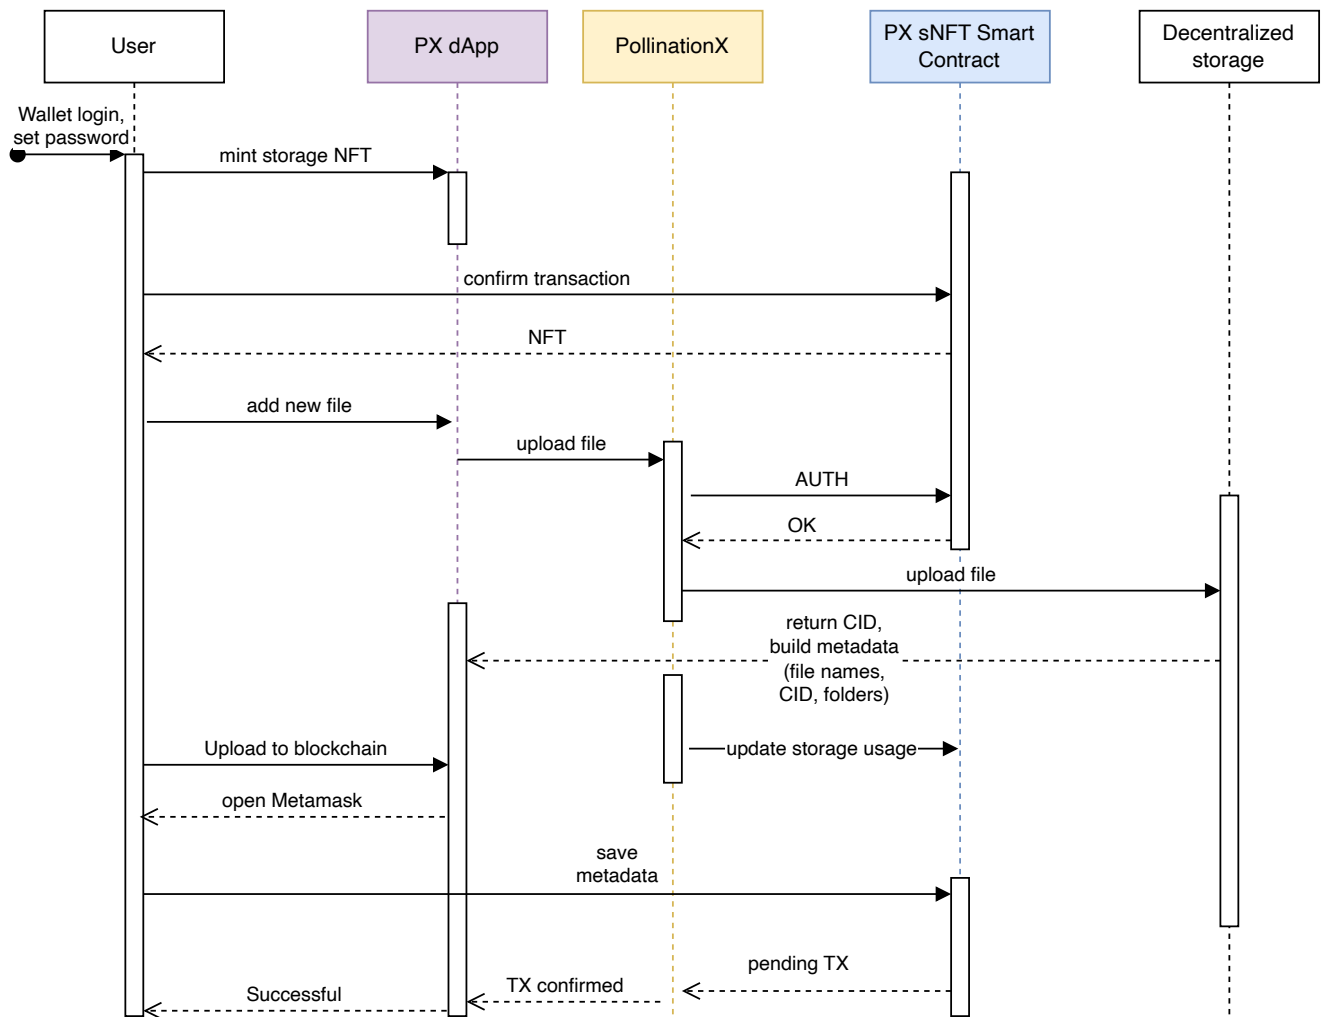 User
PX dApp
PollinationX
PX sNFT Smart
Contract
Decentralized
storage
Wallet login,
set password
mint storage NFT
confirm transaction
NFT
add new file
upload file
AUTH
OK
upload file
return CID,
build metadata
(file names,
CID, folders)
Upload to blockchain
update storage usage
open Metamask
save
metadata
pending TX
TX confirmed
Successful